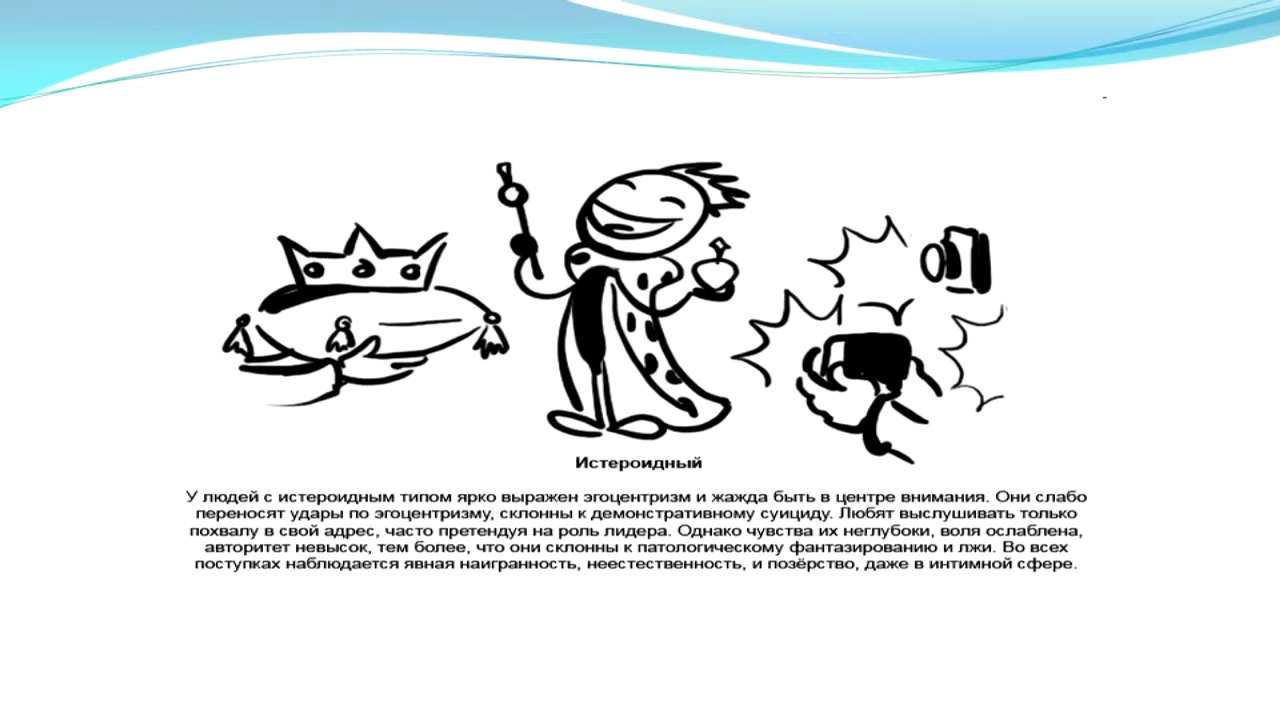 -
Истероидный
У людей с истероидным типом ярко выражен эгоцентризм и жажда быть в центре внимания. Они слабо
переносят удары по эгоцентризму, склонны к демонстративному суициду. Любят выслушивать только
похвалу в свой адрес, часто претендуя на роль лидера. Однако чувства их неглубоки, воля ослаблена,
авторитет невысок, тем более, что они склонны к патологическому фантазированию и лжи. Во всех
поступках наблюдается явная наигранность, неестественность, и позёрство, даже в интимной сфере.